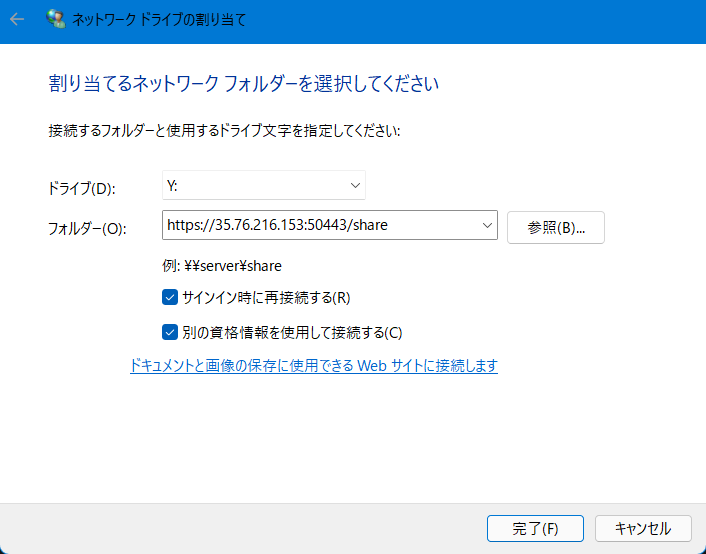 ネットワーク ドライブの割り当て
割り当てるネットワーク フォルダーを選択してください
接続するフォルダーと使用するドライブ文字を指定してください:
ドライブ(D): Y:
フォルダー(O): https://35.76.216.153:50443/share 参照(B)...
例: ¥¥server¥share
サインイン時に再接続する(R)
別の資格情報を使用して接続する(C)
ドキュメントと画像の保存に使用できる Web サイトに接続します
完了(F) キャンセル